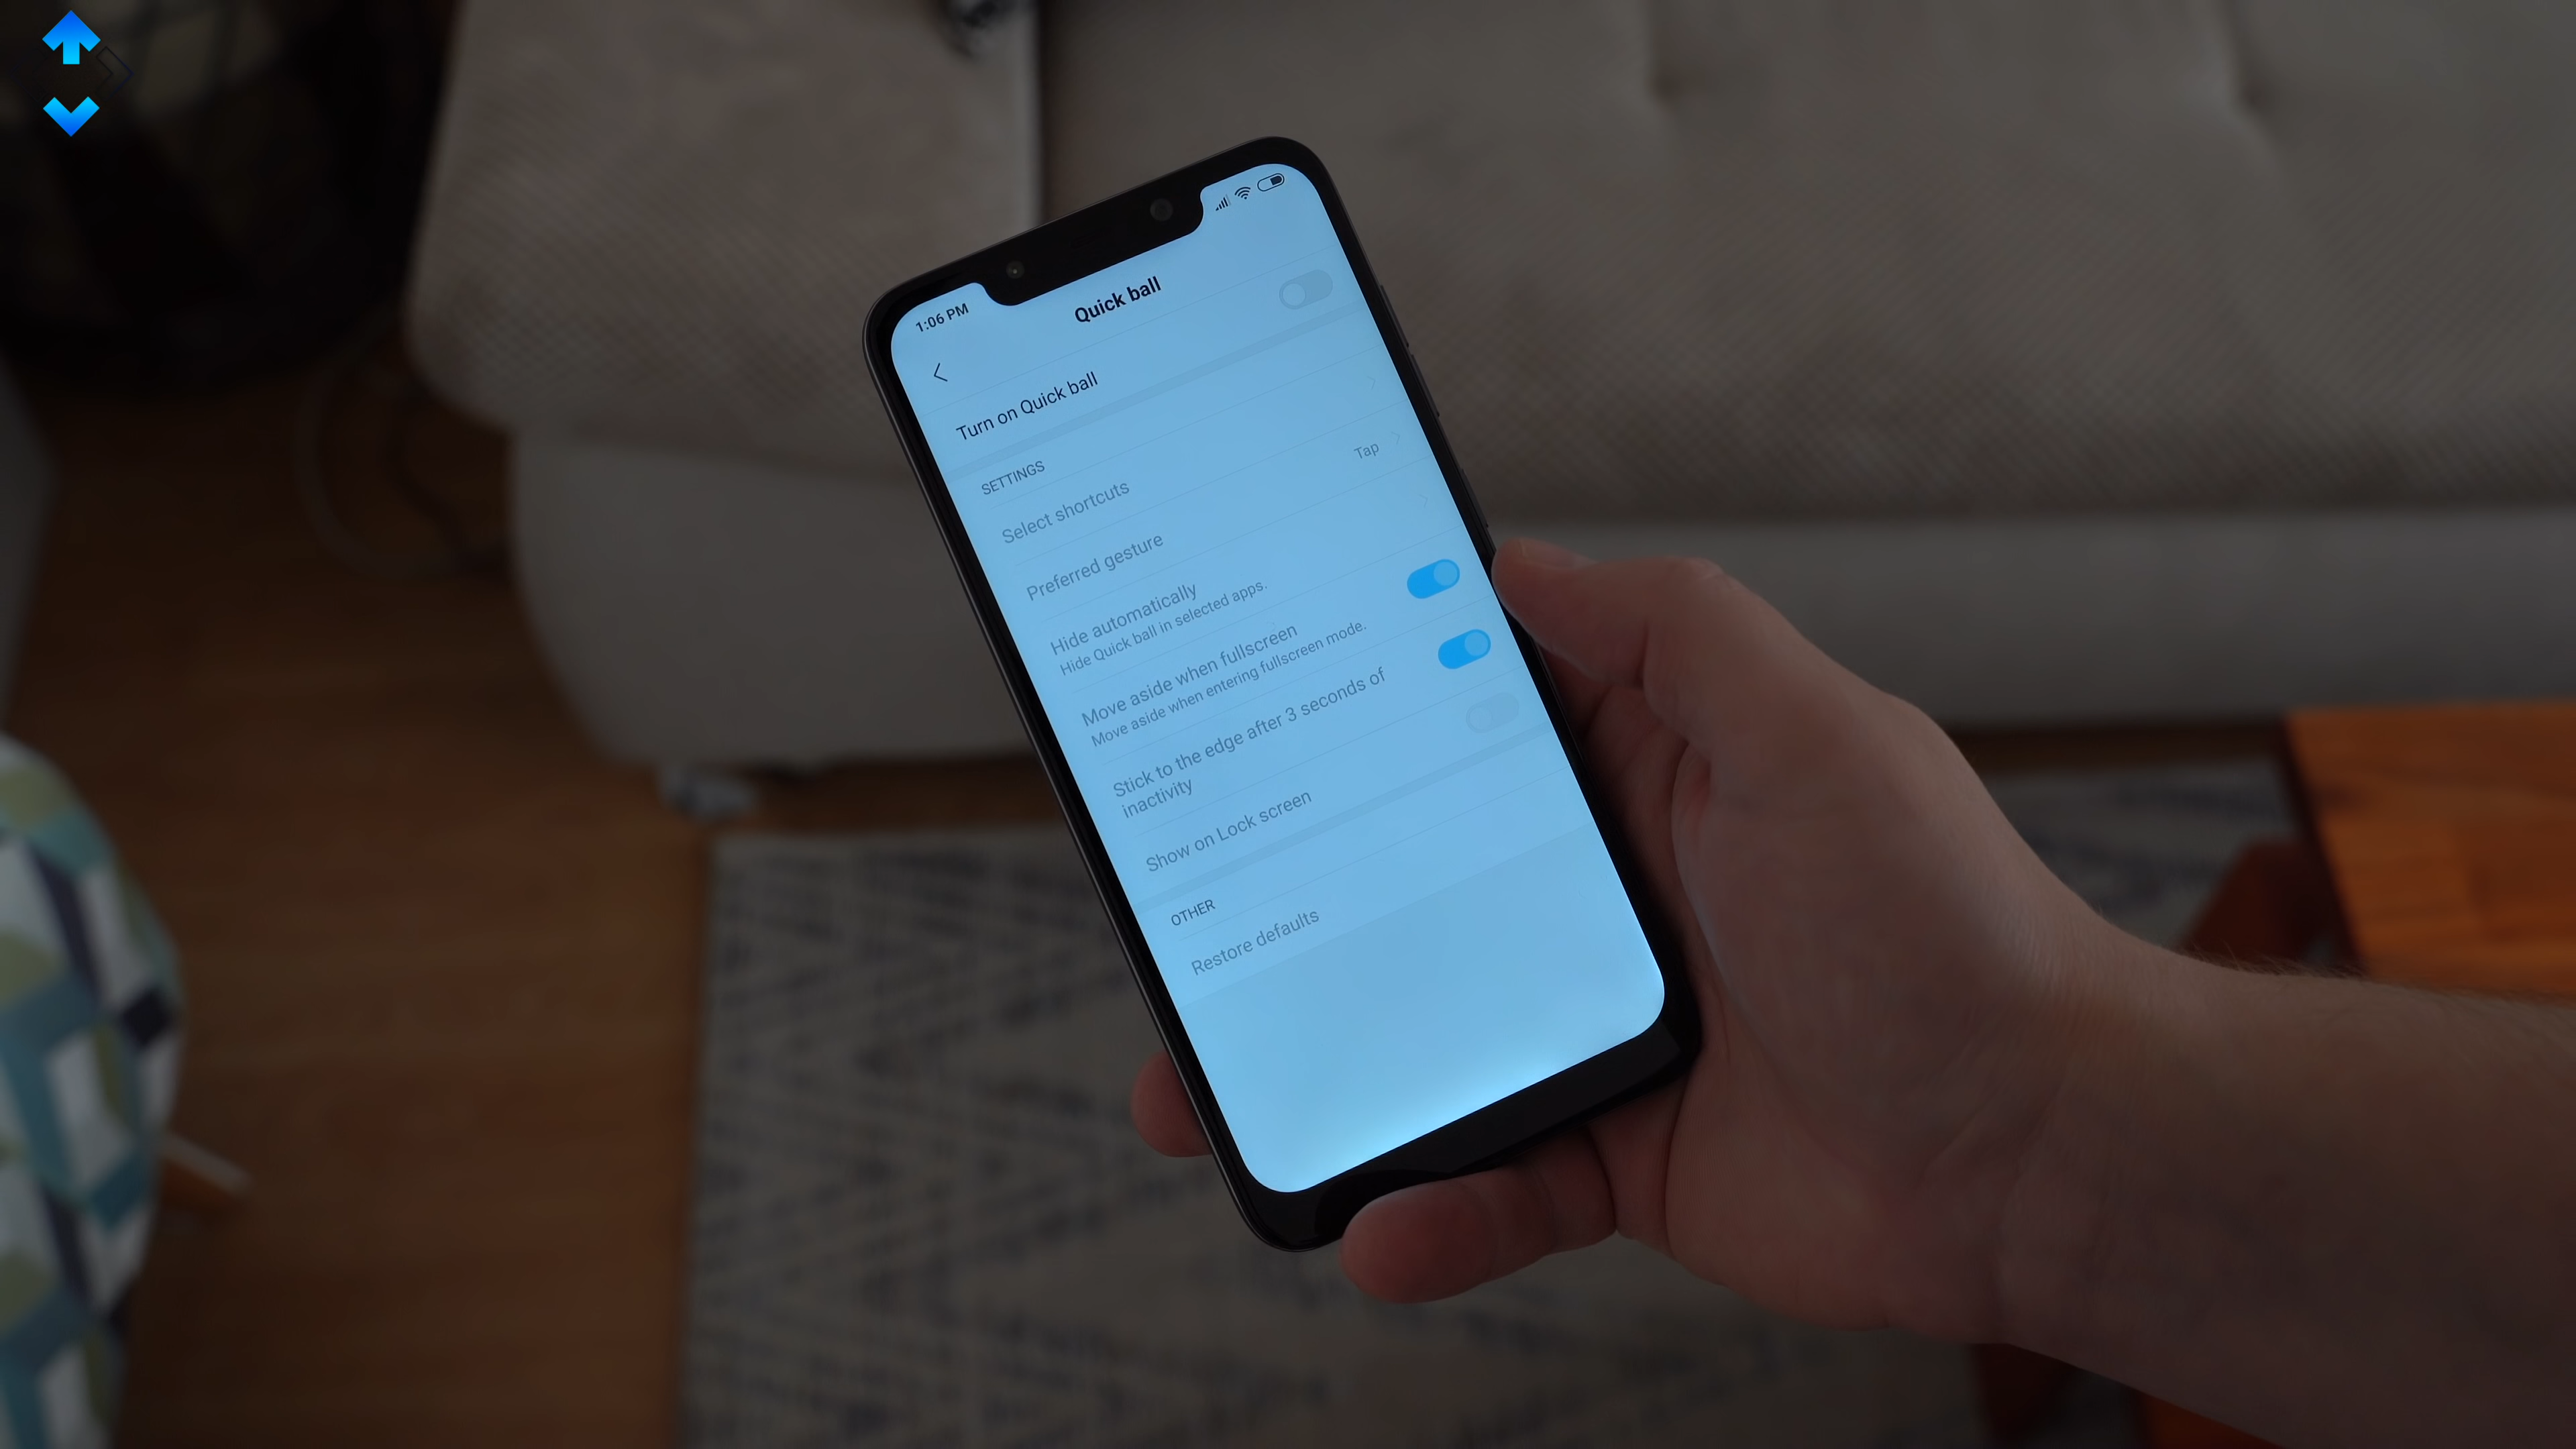 1:06 PM
Quick ball
Turn on Quick ball
SETTINGS
Select shortcuts
Preferred gesture
Tap
Hide automatically
Hide Quick ball in selected apps.
Move aside when fullscreen
Move aside when entering fullscreen mode.
Stick to the edge after 3 seconds of
inactivity
Show on Lock screen
OTHER
Restore defaults